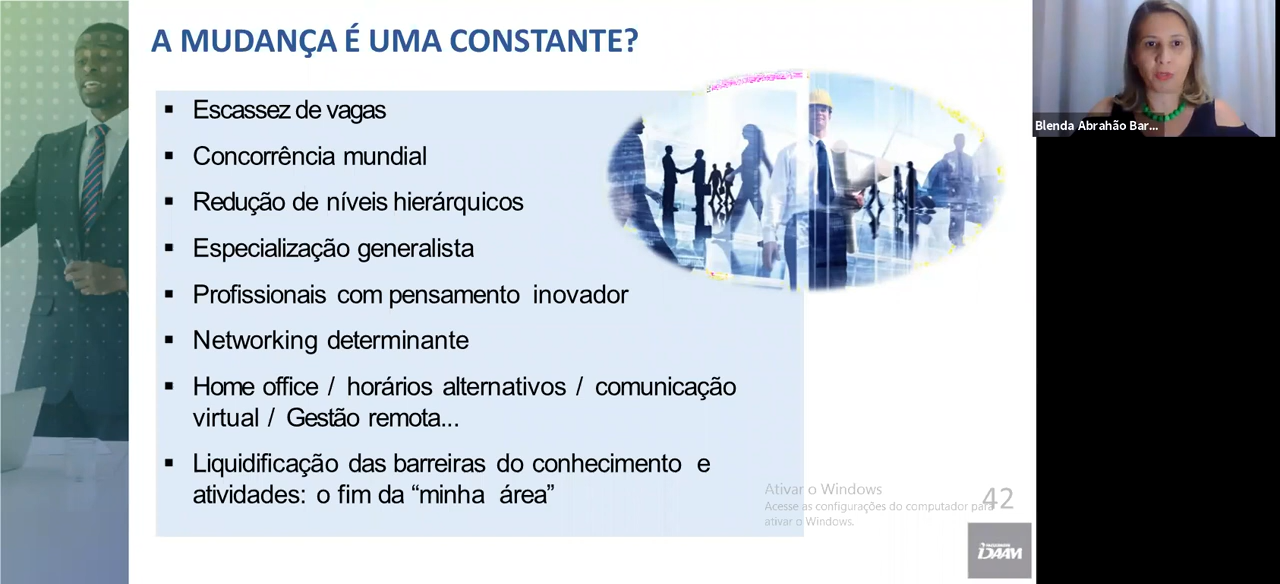 A MUDANÇA É UMA CONSTANTE?
Blenda Abrahão Bar...
▪ Escassez de vagas
▪ Concorrência mundial
▪ Redução de níveis hierárquicos
▪ Especialização generalista
▪ Profissionais com pensamento inovador
▪ Networking determinante
▪ Home office / horários alternativos / comunicação
virtual / Gestão remota...
▪ Liquidificação das barreiras do conhecimento e
atividades: o fim da “minha área”
Ativar o Windows
Acesse as configurações do computador para
ativar o Windows.
42
IDAAM